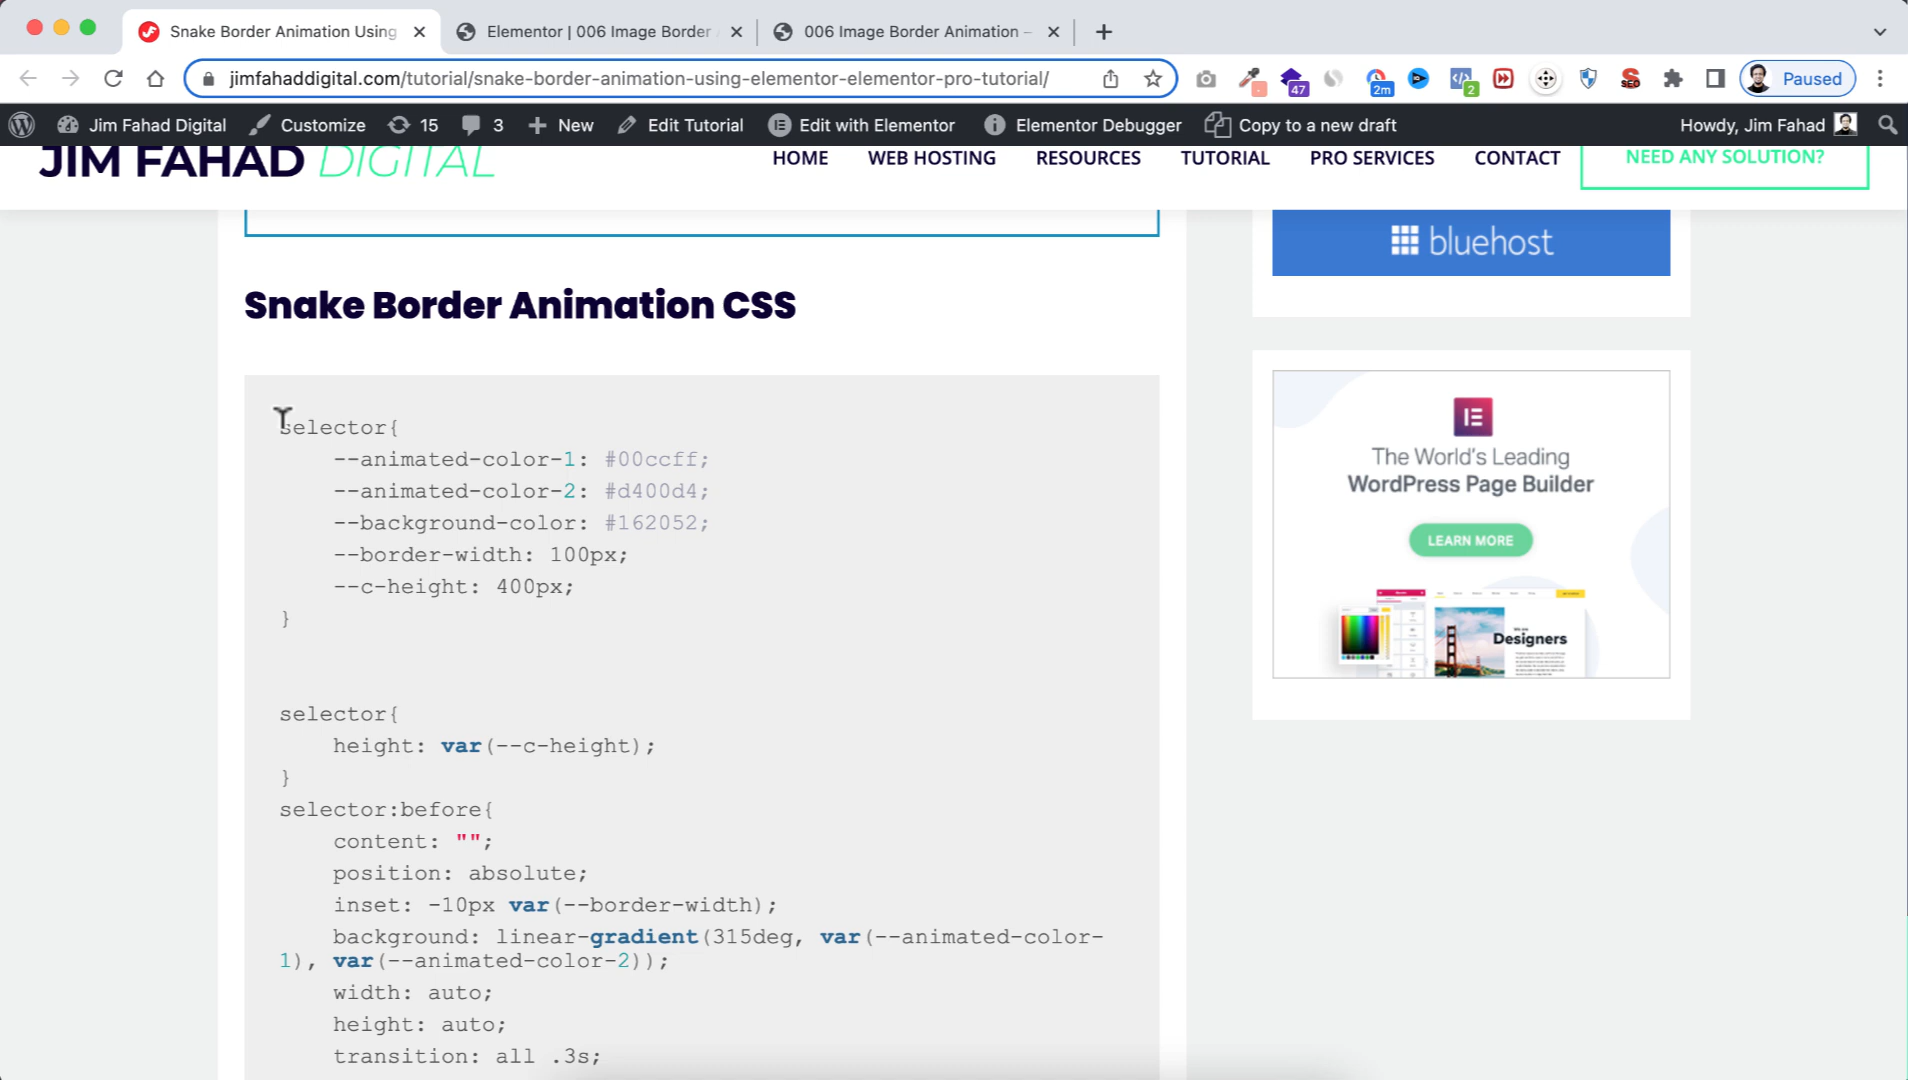 Snake Border Animation Using
Elementor | 006 Image Border
006 Image Border Animation –
jimfahaddigital.com/tutorial/snake-border-animation-using-elementor-elementor-pro-tutorial/
47
2m
2
SEO
Paused
Jim Fahad Digital
Customize
15
3
New
Edit Tutorial
Edit with Elementor
Elementor Debugger
Copy to a new draft
Howdy, Jim Fahad
JIM FAHAD DIGITAL
HOME
WEB HOSTING
RESOURCES
TUTORIAL
PRO SERVICES
CONTACT
NEED ANY SOLUTION?
bluehost
Snake Border Animation CSS
selector{
--animated-color-1: #00ccff;
--animated-color-2: #d400d4;
--background-color: #162052;
--border-width: 100px;
--c-height: 400px;
}
selector{
height: var(--c-height);
}
selector:before{
content: "";
position: absolute;
inset: -10px var(--border-width);
background: linear-gradient(315deg, var(--animated-color-
1), var(--animated-color-2));
width: auto;
height: auto;
transition: all .3s;
The World's Leading
WordPress Page Builder
LEARN MORE
We are
Designers